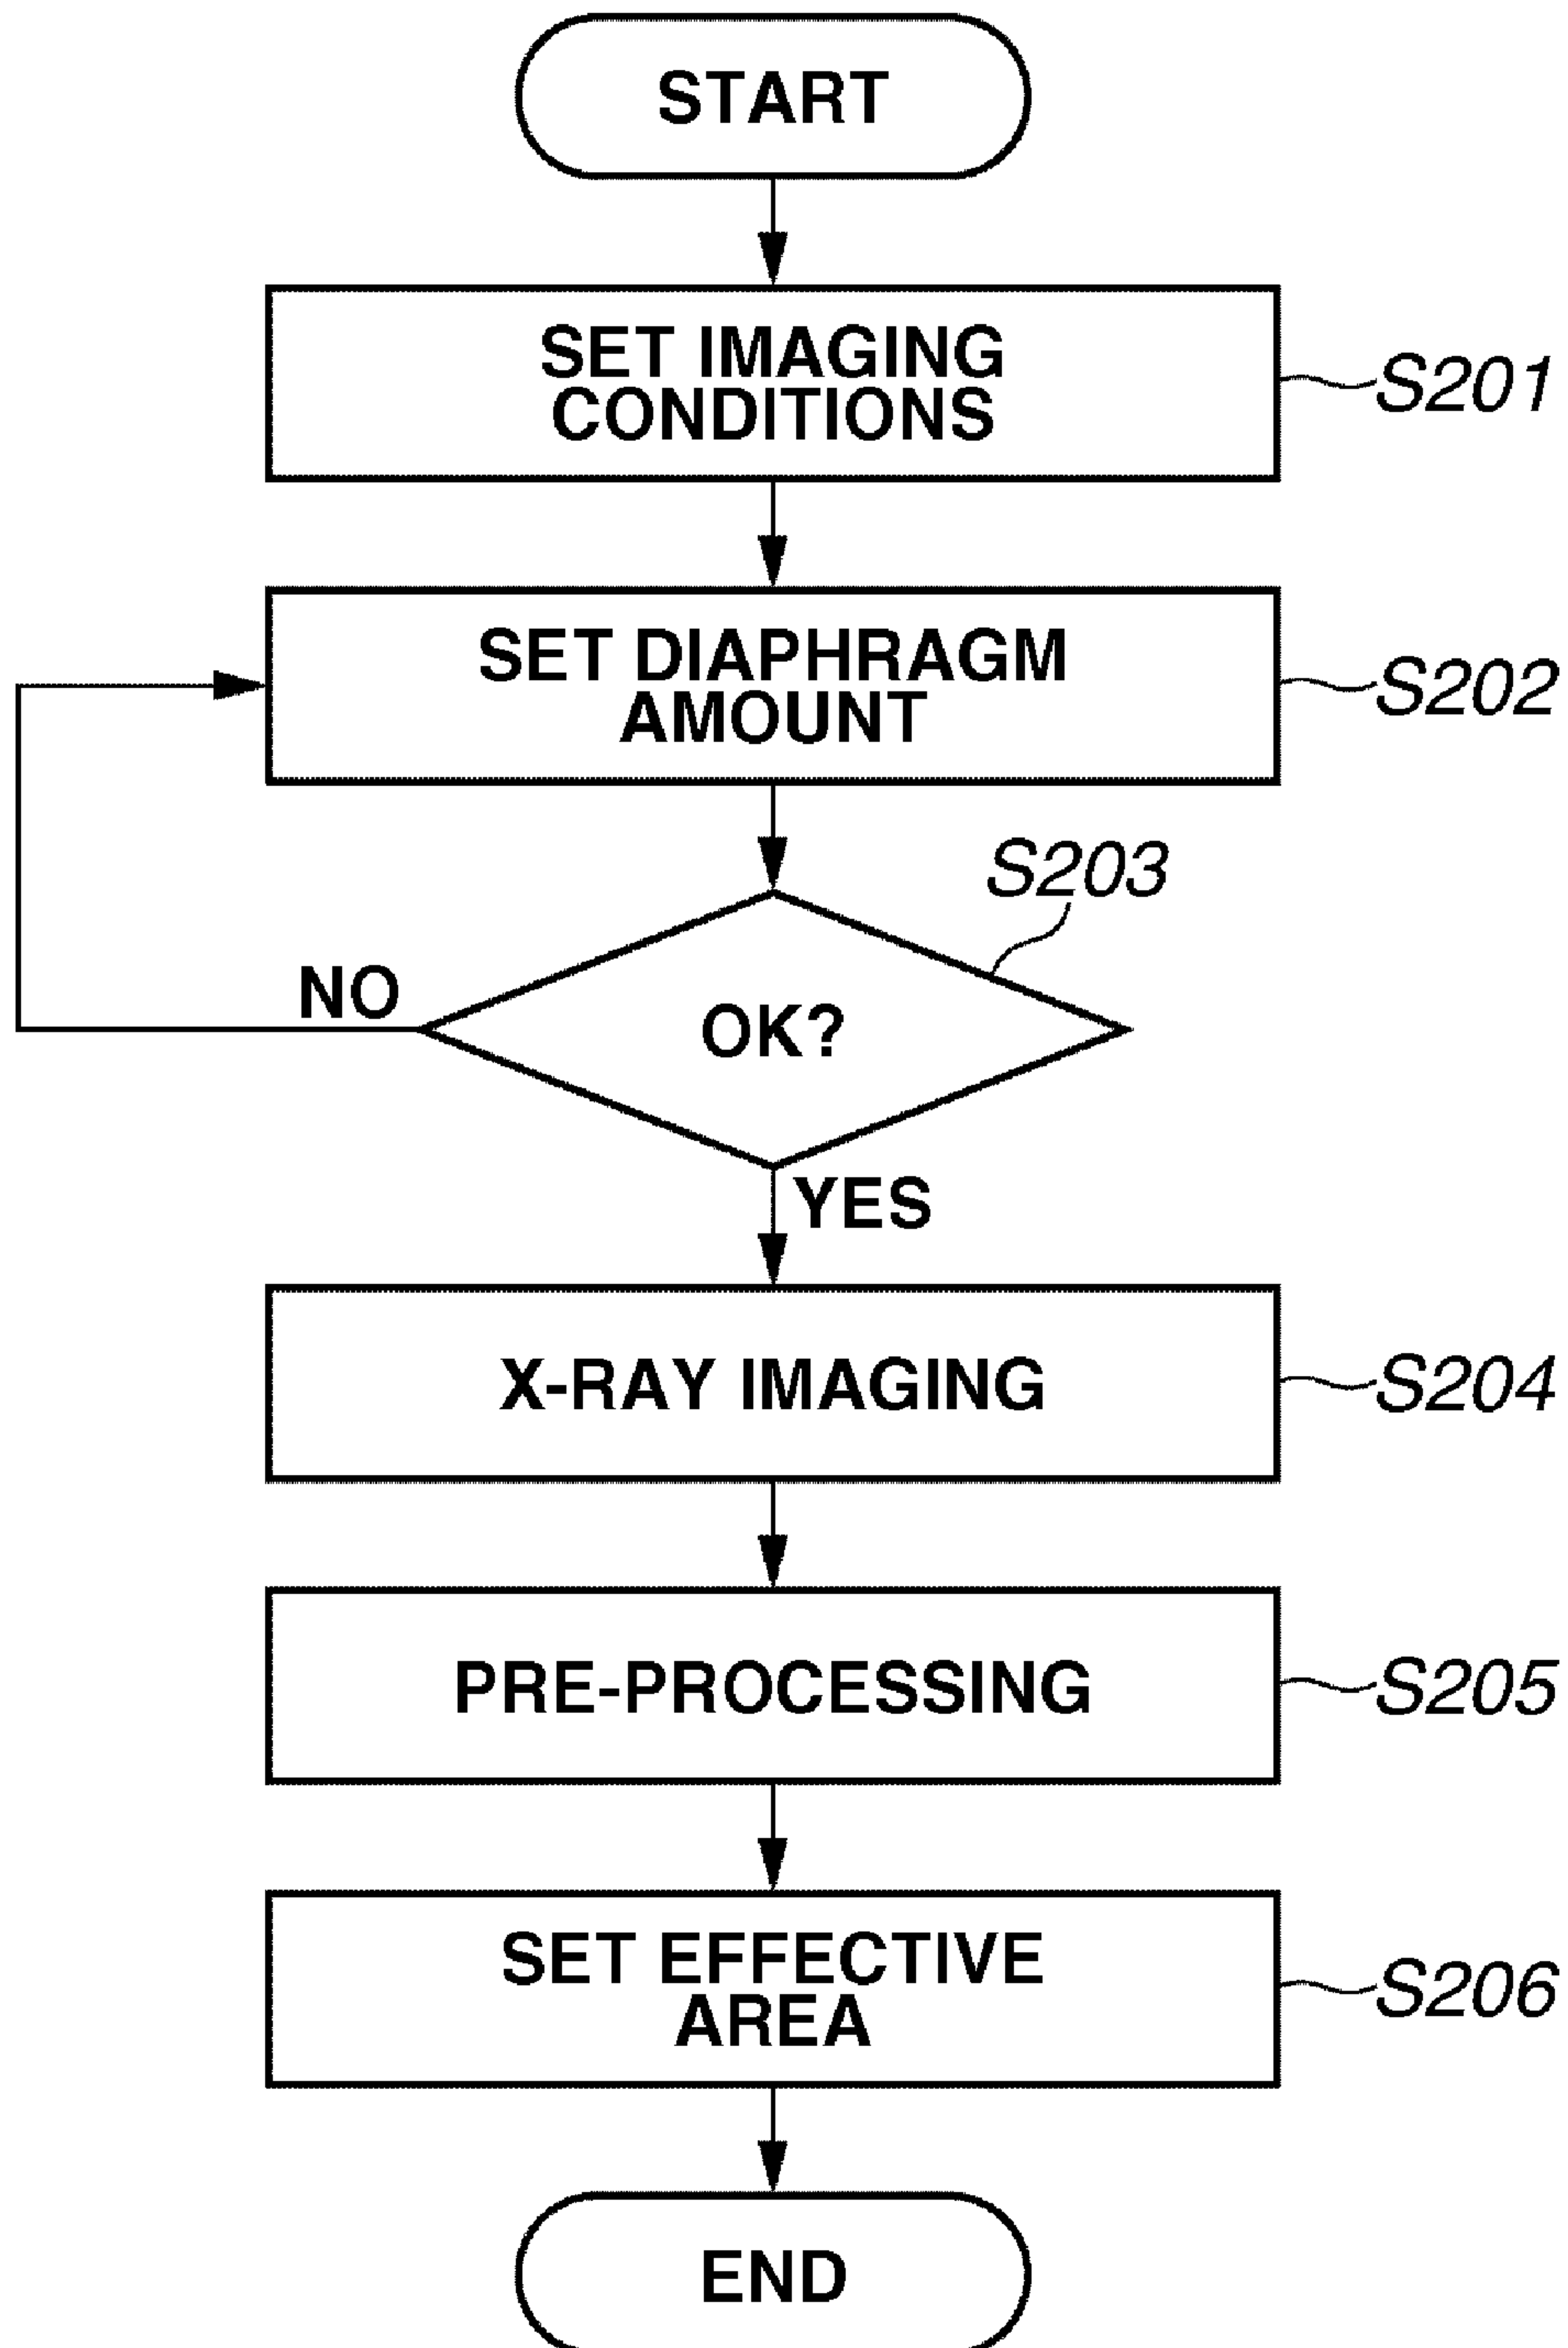 START
SET IMAGING
CONDITIONS
S201
SET DIAPHRAGM
AMOUNT
S202
S203
NO
OK?
YES
X-RAY IMAGING
S204
PRE-PROCESSING
S205
SET EFFECTIVE
AREA
S206
END